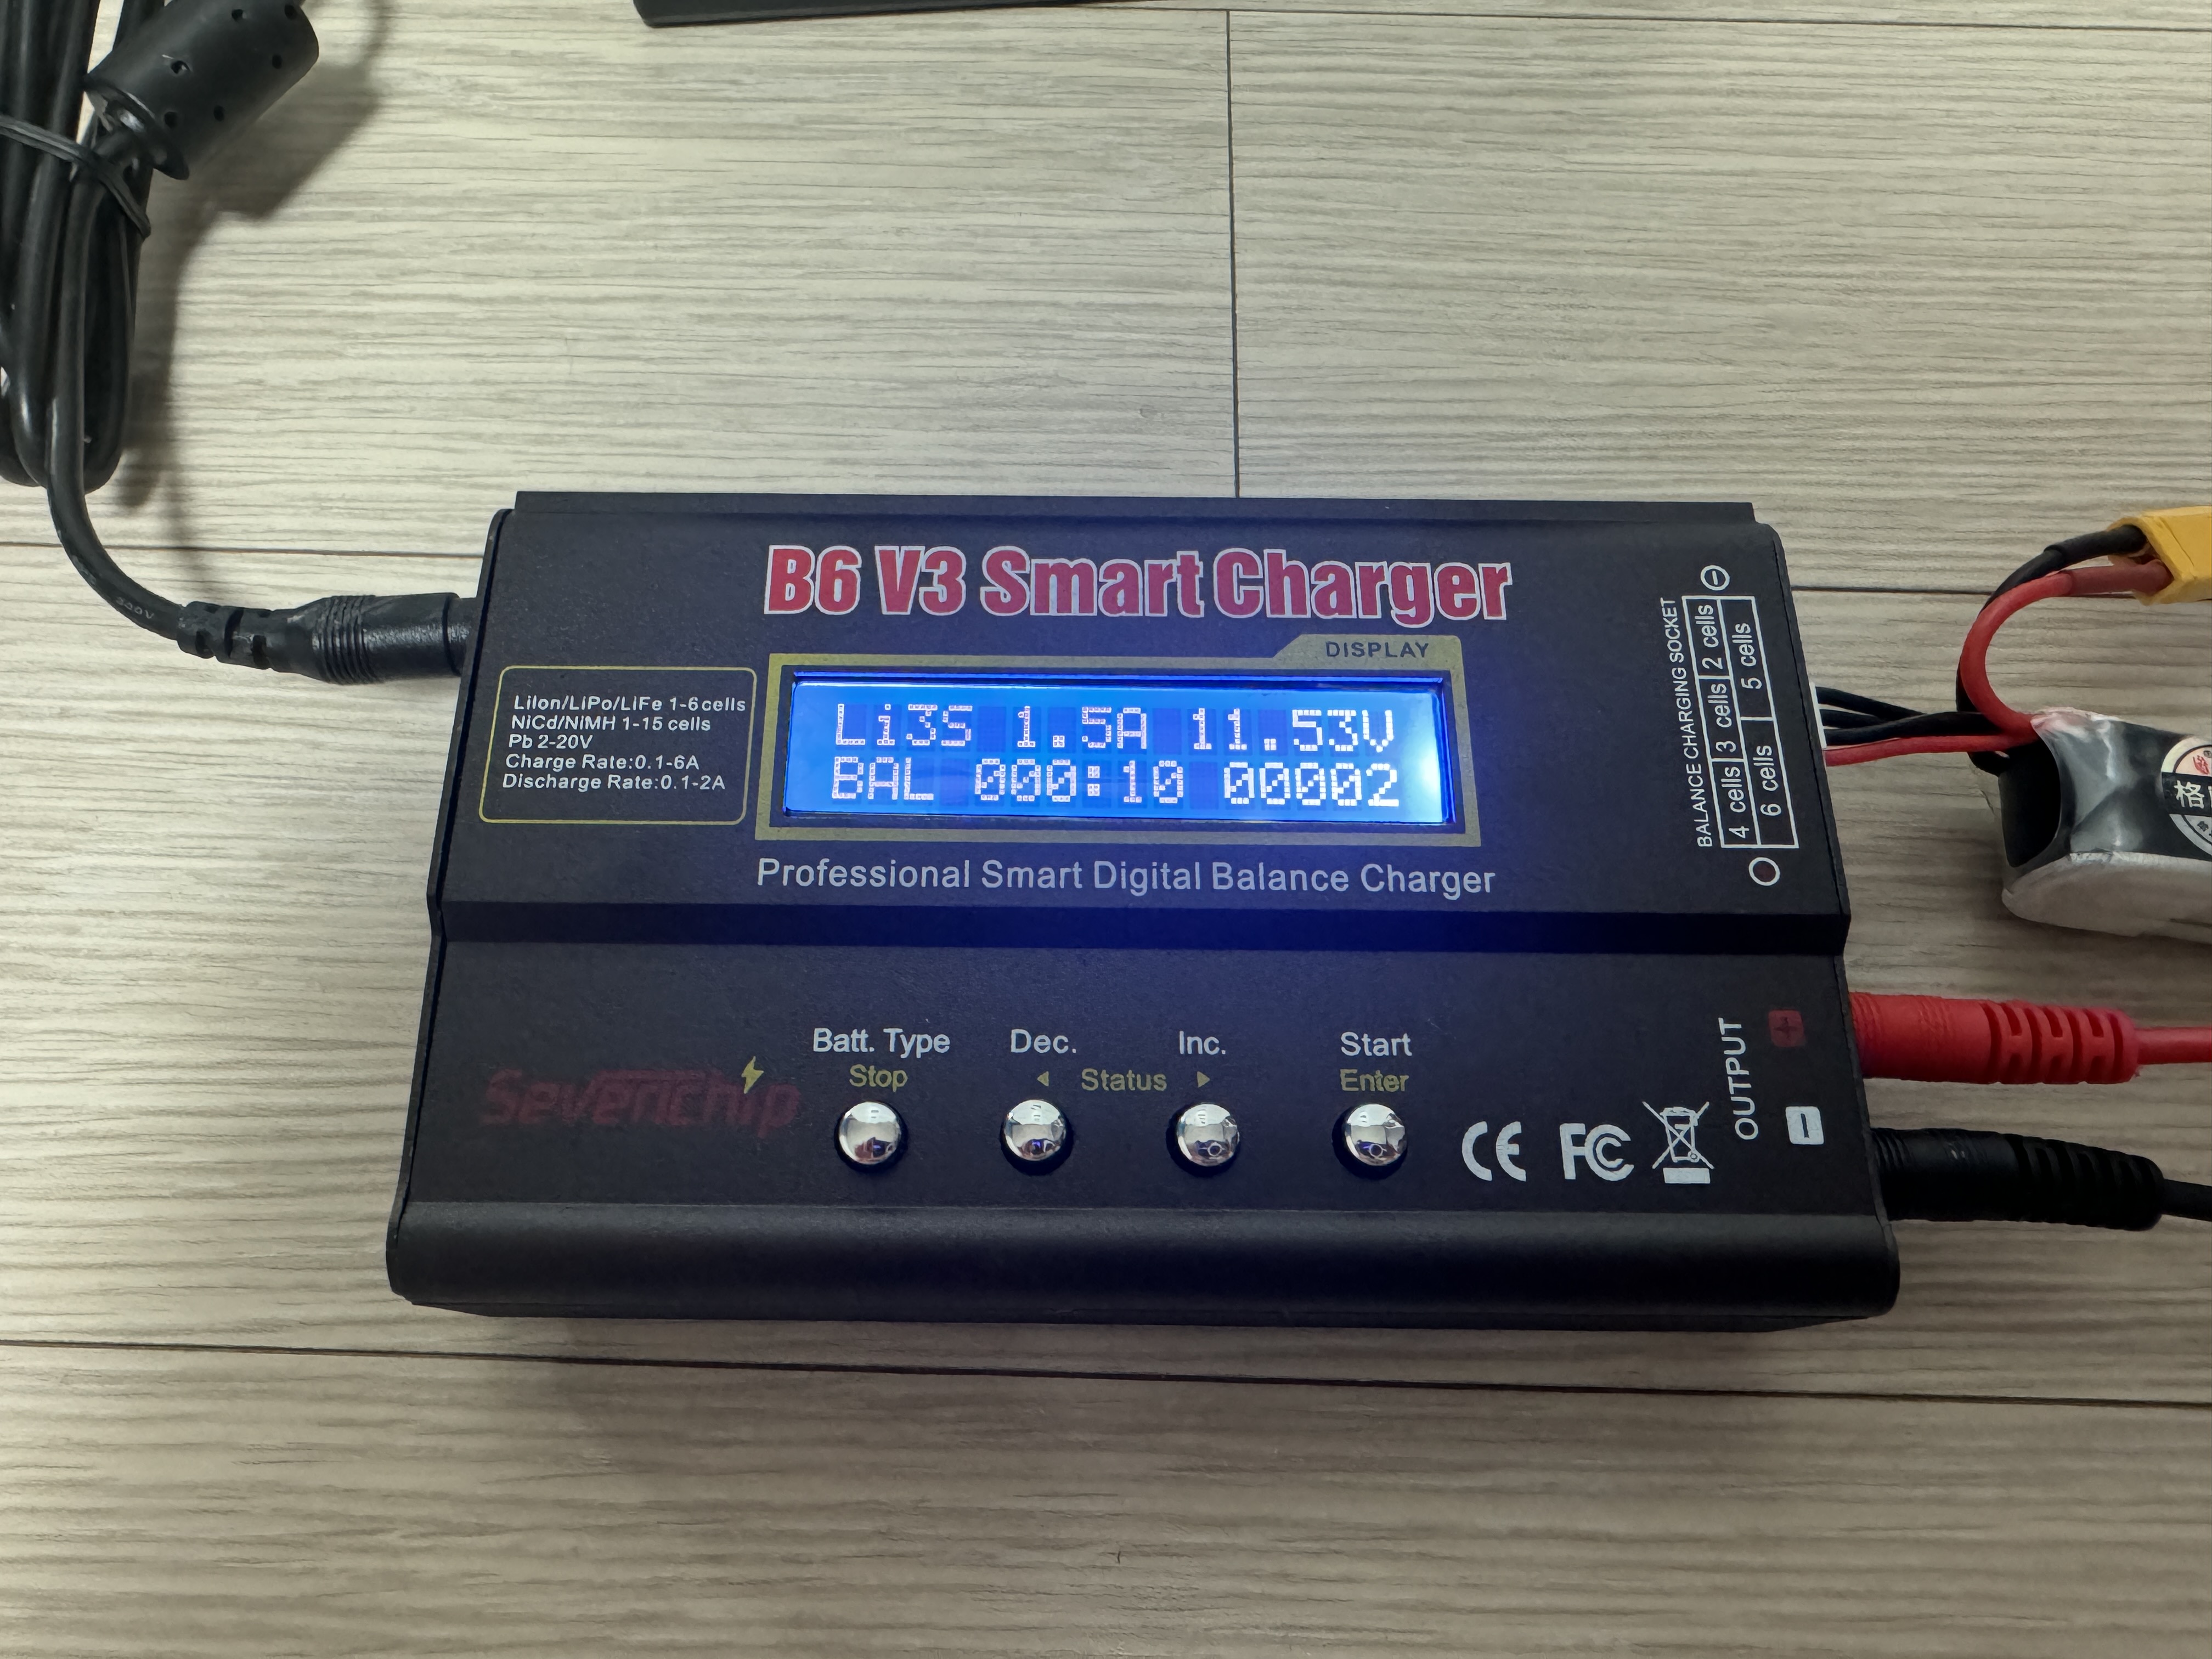 300V
B6 V3 Smart Charger
DISPLAY
Li3S 1.5A 11.53V
BAL 000:10 00002
LiIon/LiPo/LiFe 1-6cells
NiCd/NiMH 1-15 cells
Pb 2-20V
Charge Rate:0.1-6A
Discharge Rate:0.1-2A
Professional Smart Digital Balance Charger
BALANCE CHARGING SOCKET
4 cells 3 cells 2 cells
6 cells 5 cells
Sevenchip
Batt. Type
Stop
Dec.
Inc.
Status
Start
Enter
CE FC
OUTPUT
+
-